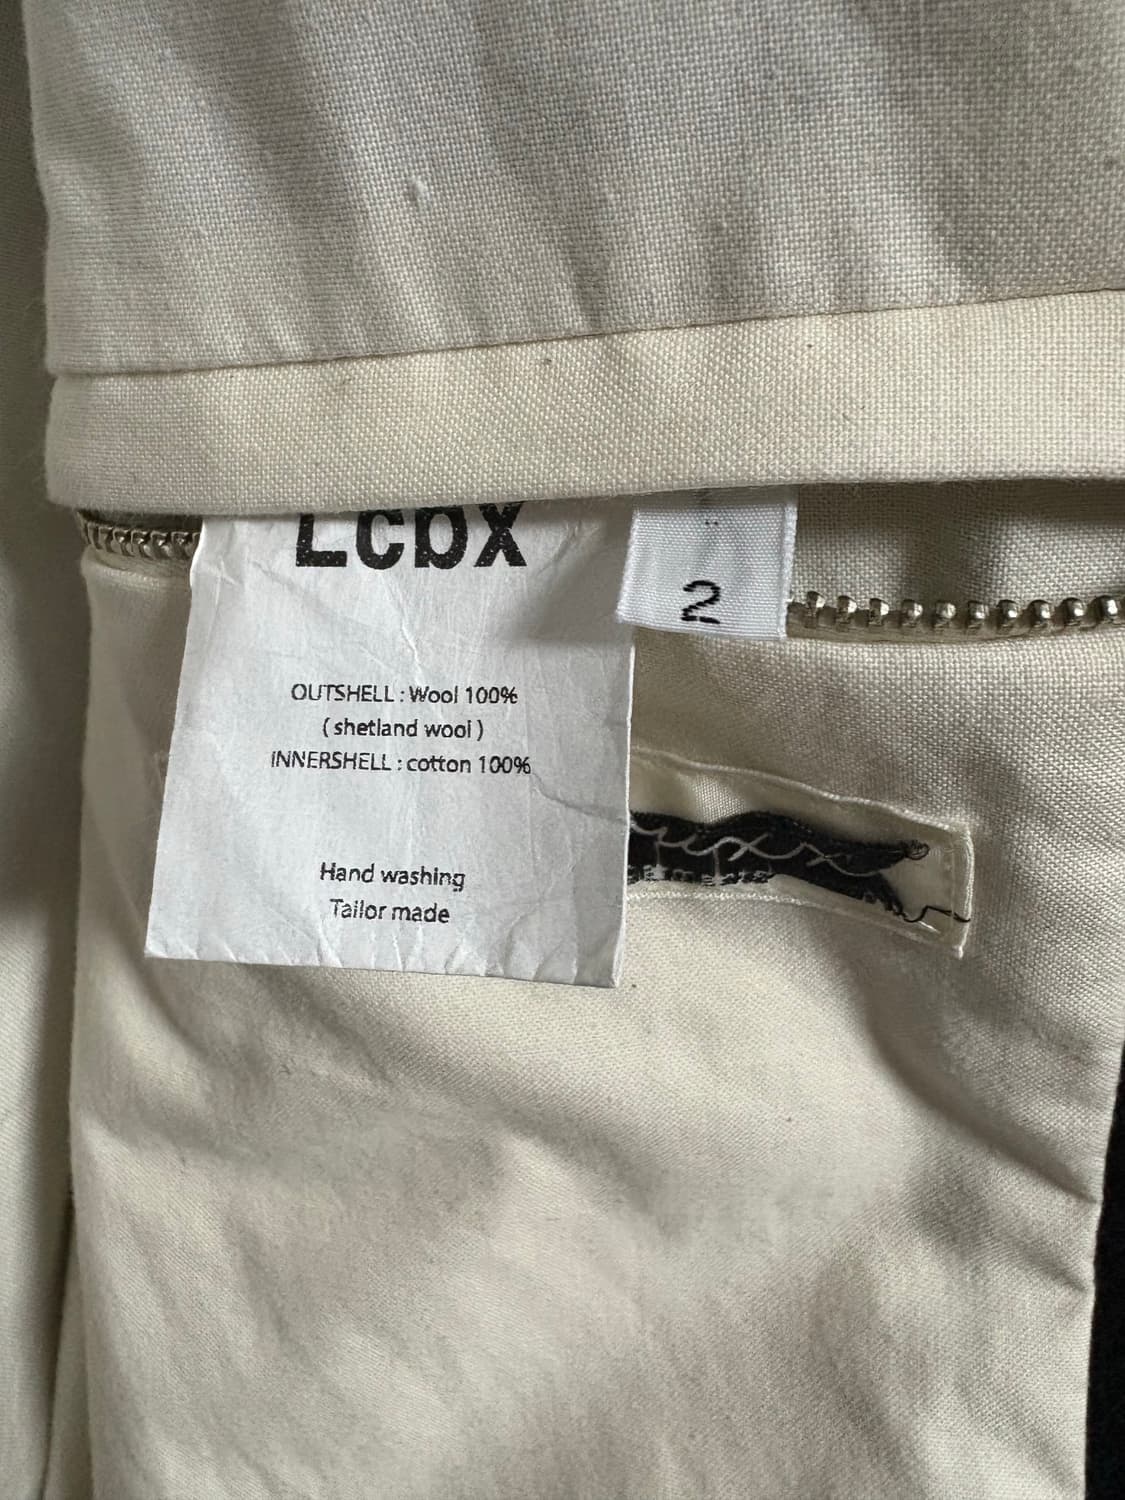 Lcbx
2
OUTSHELL : Wool 100%
( shetland wool )
INNERSHELL : cotton 100%
Hand washing
Tailor made